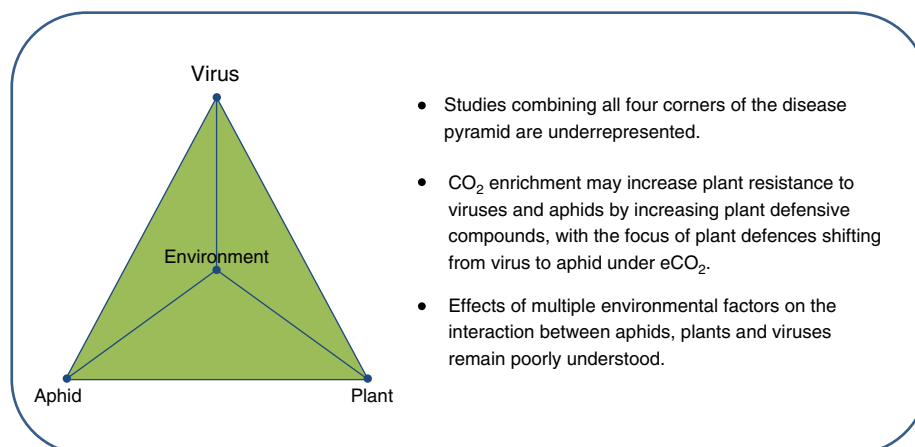 Virus
Environment
Aphid
Plant
• Studies combining all four corners of the disease
pyramid are underrepresented.
• CO₂ enrichment may increase plant resistance to
viruses and aphids by increasing plant defensive
compounds, with the focus of plant defences shifting
from virus to aphid under eCO₂.
• Effects of multiple environmental factors on the
interaction between aphids, plants and viruses
remain poorly understood.